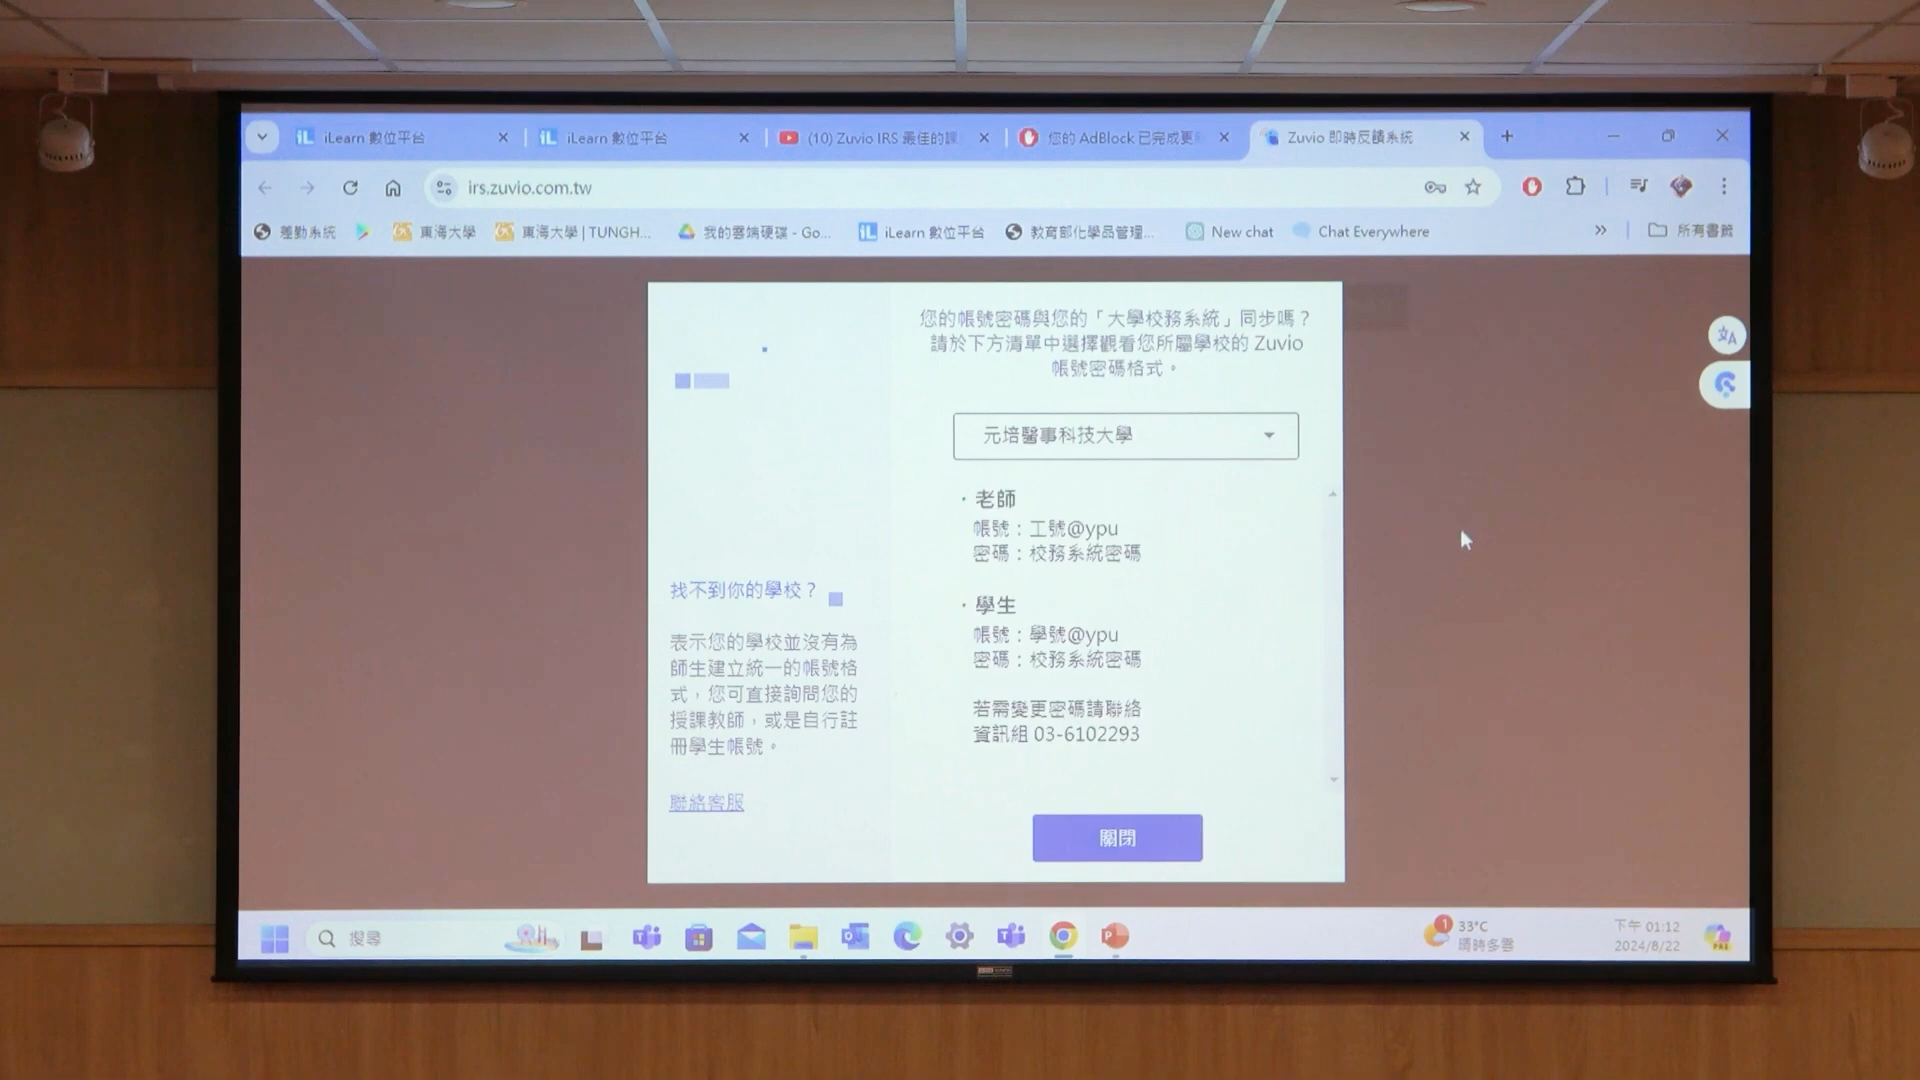 iLearn 數位平台
iLearn 數位平台
(10) Zuvio IRS 最佳的課
您的 AdBlock 已完成更新
Zuvio 即時反饋系統
irs.zuvio.com.tw
差勤系統
東海大學
東海大學 | TUNGH...
我的雲端硬碟 - Go...
iLearn 數位平台
教育部化學品管理...
New chat
Chat Everywhere
所有書籤
您的帳號密碼與您的「大學校務系統」同步嗎？
請於下方清單中選擇觀看您所屬學校的 Zuvio
帳號密碼格式。
元培醫事科技大學
· 老師
帳號：工號@ypu
密碼：校務系統密碼
· 學生
帳號：學號@ypu
密碼：校務系統密碼
若需變更密碼請聯絡
資訊組 03-6102293
關閉
找不到你的學校？
表示您的學校並沒有為
師生建立統一的帳號格
式，您可直接詢問您的
授課教師，或是自行註
冊學生帳號。
聯絡客服
搜尋
1
33°C
晴時多雲
下午 01:12
2024/8/22